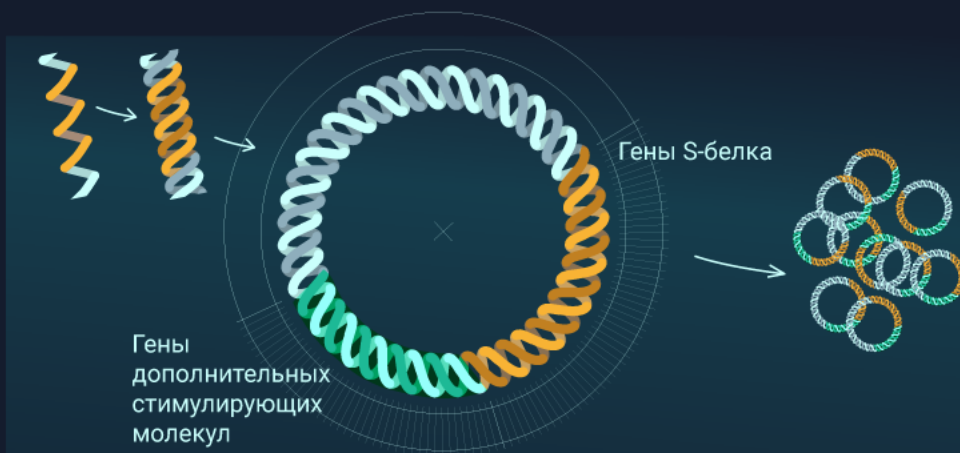 Гены S-белка
Гены
дополнительных
стимулирующих
молекул